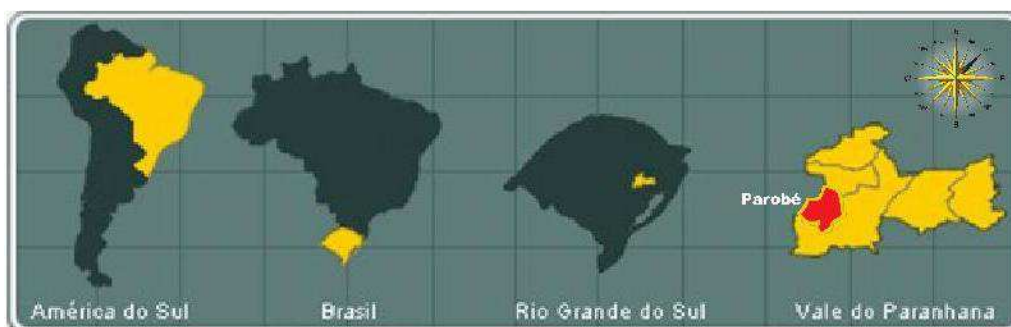 Parobé
América do Sul
Brasil
Rio Grande do Sul
Vale do Paranhana